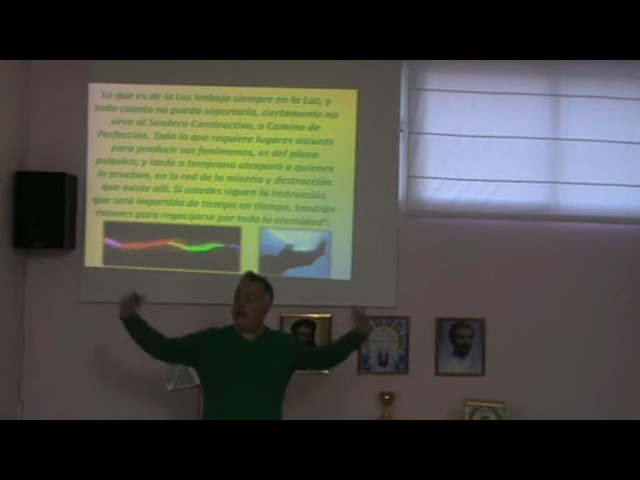 Lo que es de la Luz trabaja siempre en la Luz, y
todo cuanto no pueda soportarla, ciertamente no
sirve al Sendero Constructivo, o Camino de
Perfección. Todo lo que requiere lugares oscuros
para producir sus fenómenos, es del plano
psíquico; y tarde o temprano atrapará a quienes
lo prueben, en la red de la miseria y destrucción
que existe allí. Si ustedes siguen la Instrucción
que será impartida de tiempo en tiempo, tendrán
razones para regocijarse por toda la eternidad".